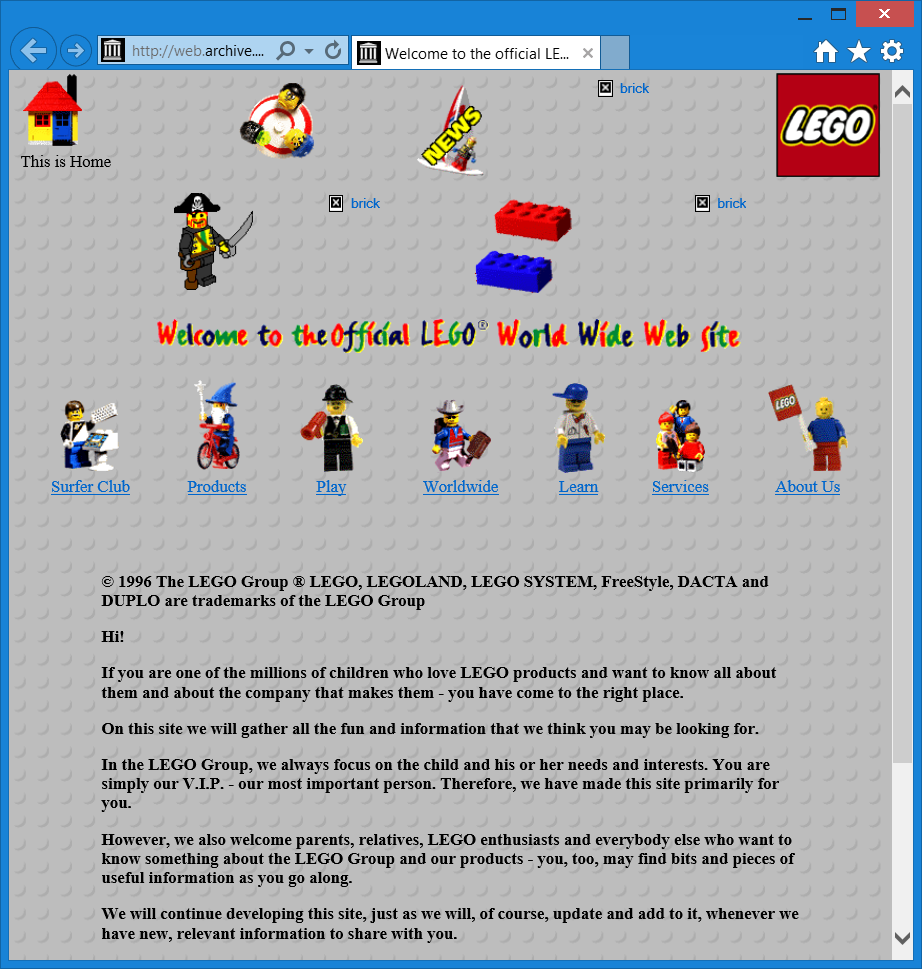 http://web.archive....
Welcome to the official LE...
brick
LEGO
NEWS
This is Home
brick
brick
Welcome to the Official LEGO® World Wide Web Site
LEGO
Surfer Club
Products
Play
Worldwide
Learn
Services
About Us
© 1996 The LEGO Group ® LEGO, LEGOLAND, LEGO SYSTEM, FreeStyle, DACTA and
DUPLO are trademarks of the LEGO Group
Hi!
If you are one of the millions of children who love LEGO products and want to know all about
them and about the company that makes them - you have come to the right place.
On this site we will gather all the fun and information that we think you may be looking for.
In the LEGO Group, we always focus on the child and his or her needs and interests. You are
simply our V.I.P. - our most important person. Therefore, we have made this site primarily for
you.
However, we also welcome parents, relatives, LEGO enthusiasts and everybody else who want to
know something about the LEGO Group and our products - you, too, may find bits and pieces of
useful information as you go along.
We will continue developing this site, just as we will, of course, update and add to it, whenever we
have new, relevant information to share with you.